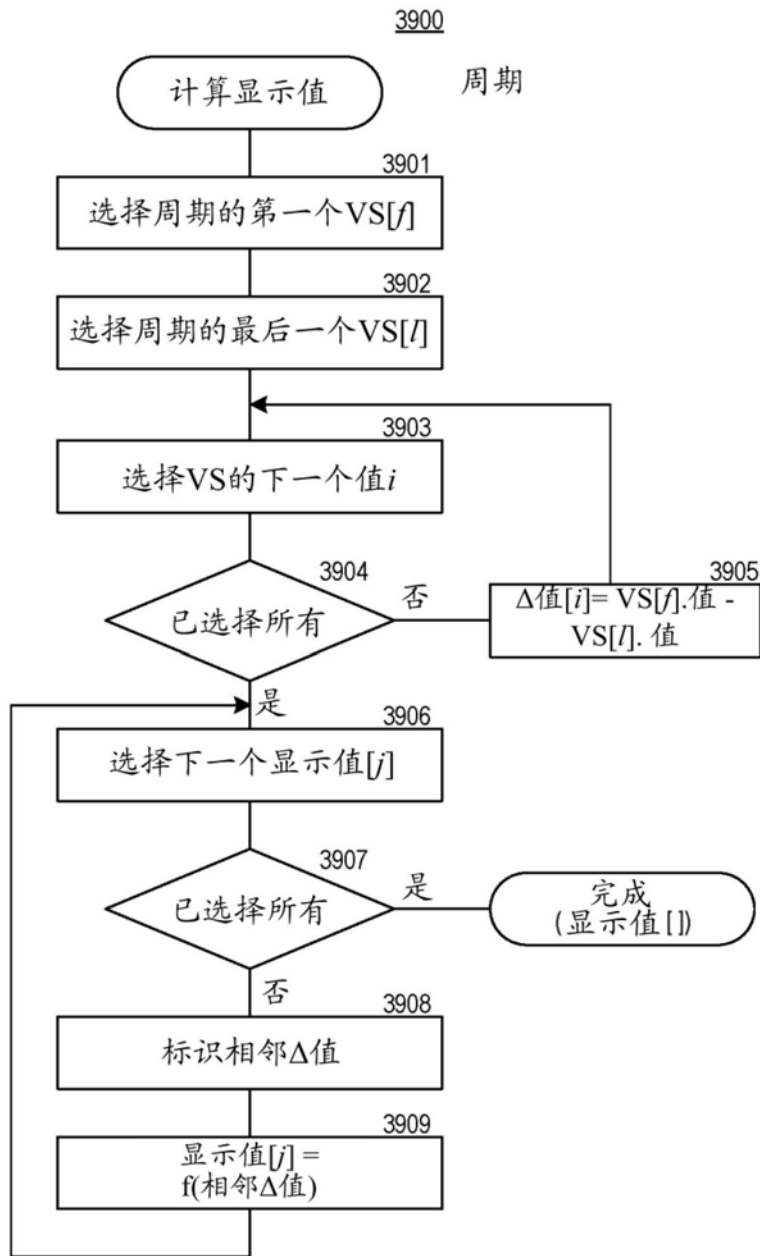 3900
计算显示值
周期
3901
选择周期的第一个VS[f]
3902
选择周期的最后一个VS[l]
3903
选择VS的下一个值i
3904
已选择所有
否
3905
Δ值[i]= VS[f].值 -
VS[l]. 值
是
3906
选择下一个显示值[j]
3907
已选择所有
是
完成
(显示值[])
否
3908
标识相邻Δ值
3909
显示值[j] =
f(相邻Δ值)